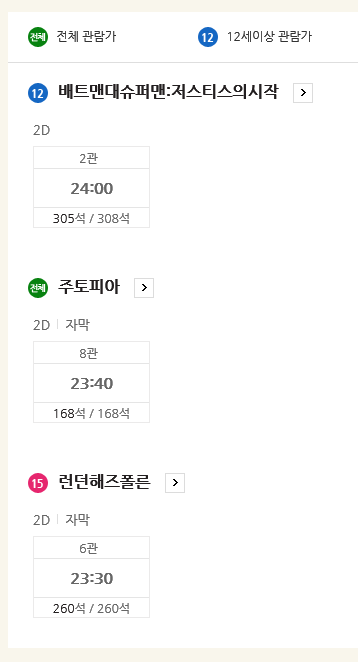 전체 전체 관람가 12 12세이상 관람가
12 배트맨대슈퍼맨:저스티스의시작
2D
2관
24:00
305석 / 308석
전체 주토피아
2D 자막
8관
23:40
168석 / 168석
15 런던해즈폴른
2D 자막
6관
23:30
260석 / 260석